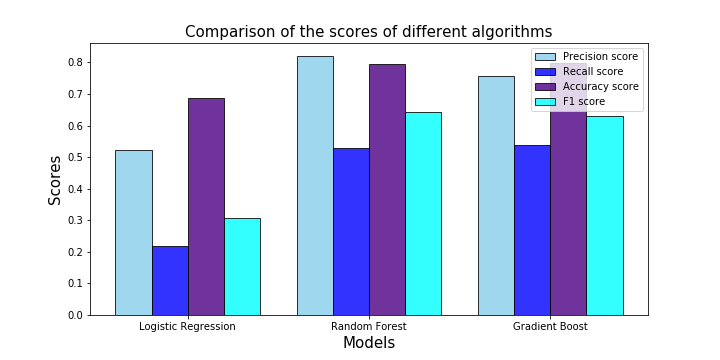 Comparison of the scores of different algorithms
Precision score
Recall score
Accuracy score
F1 score
Scores
0.8
0.7
0.6
0.5
0.4
0.3
0.2
0.1
0.0
Logistic Regression
Random Forest
Gradient Boost
Models